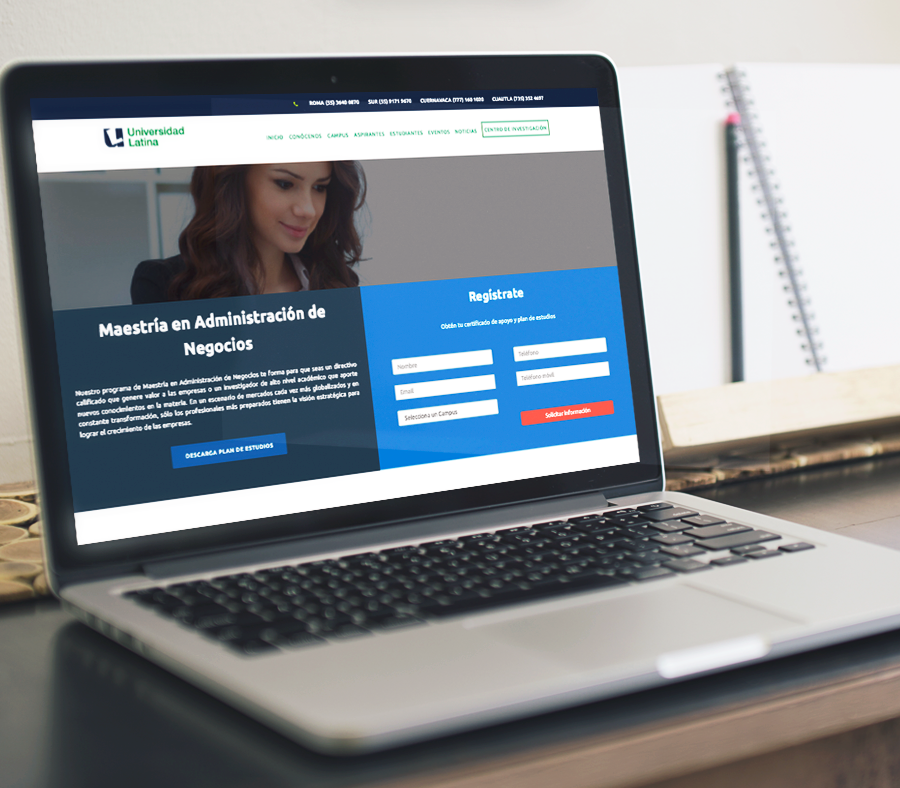 ROMA (55) 3640 6870 SUR (55) 9171 9670 CUERNAVACA (777) 168 1020 CUAUTLA (735) 352 4697
Universidad
Latina
INICIO CONÓCENOS CAMPUS ASPIRANTES ESTUDIANTES EVENTOS NOTICIAS CENTRO DE INVESTIGACIÓN
Maestría en Administración de
Negocios
Nuestro programa de Maestría en Administración de Negocios te forma para que seas un directivo
calificado que genere valor a las empresas o un investigador de alto nivel académico que aporte
nuevos conocimientos en la materia. En un escenario de mercados cada vez más globalizados y en
constante transformación, sólo los profesionales más preparados tienen la visión estratégica para
lograr el crecimiento de las empresas.
DESCARGA PLAN DE ESTUDIOS
Regístrate
Obtén tu certificado de apoyo y plan de estudios
Nombre
Teléfono
Email
Teléfono móvil
Selecciona un Campus
Solicitar Información